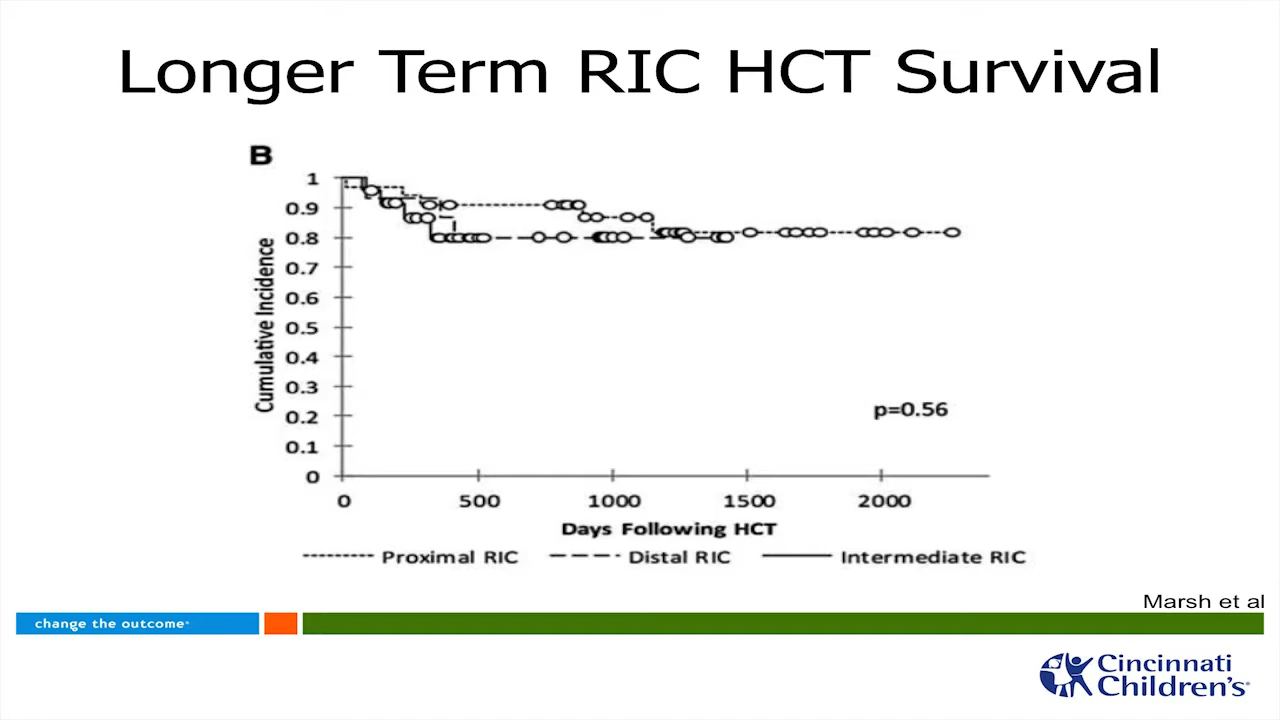 Longer Term RIC HCT Survival
B
1
0.9
0.8
0.7
0.6
0.5
0.4
0.3
0.2
0.1
0
Cumulative Incidence
p=0.56
0 500 1000 1500 2000
Days Following HCT
Proximal RIC Distal RIC Intermediate RIC
Marsh et al
change the outcome
Cincinnati
Children's